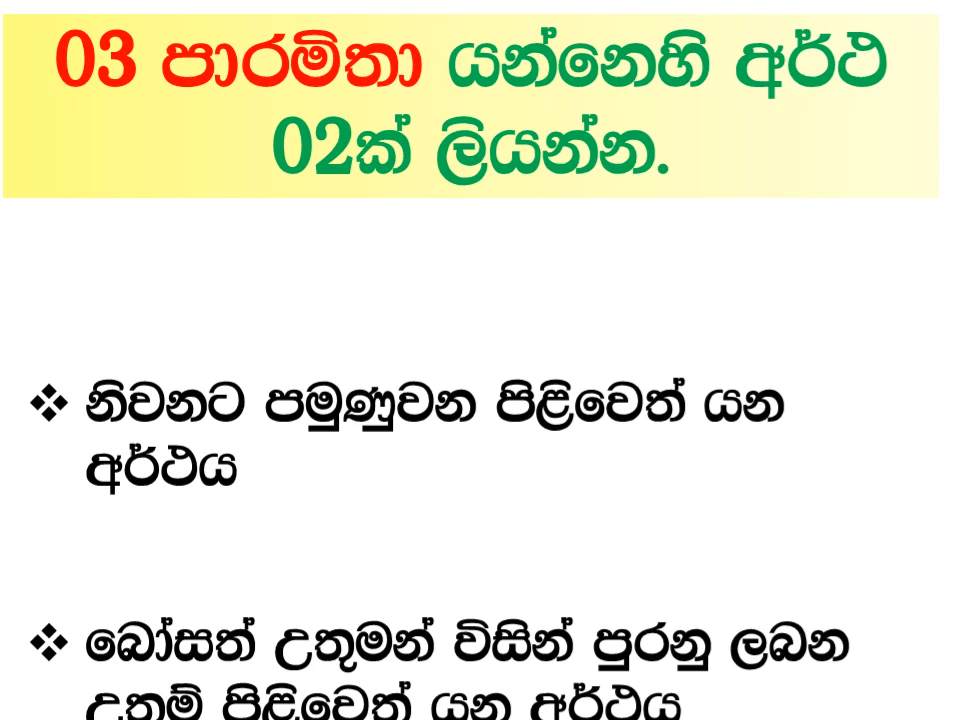 03 පාරමිතා යන්නෙහි අර්ථ
02ක් ලියන්න.
❖ නිවනට පමුණුවන පිළිවෙත් යන
අර්ථය
❖ බෝසත් උතුමන් විසින් පුරනු ලබන
උතුම් පිළිවෙත් යන අර්ථය